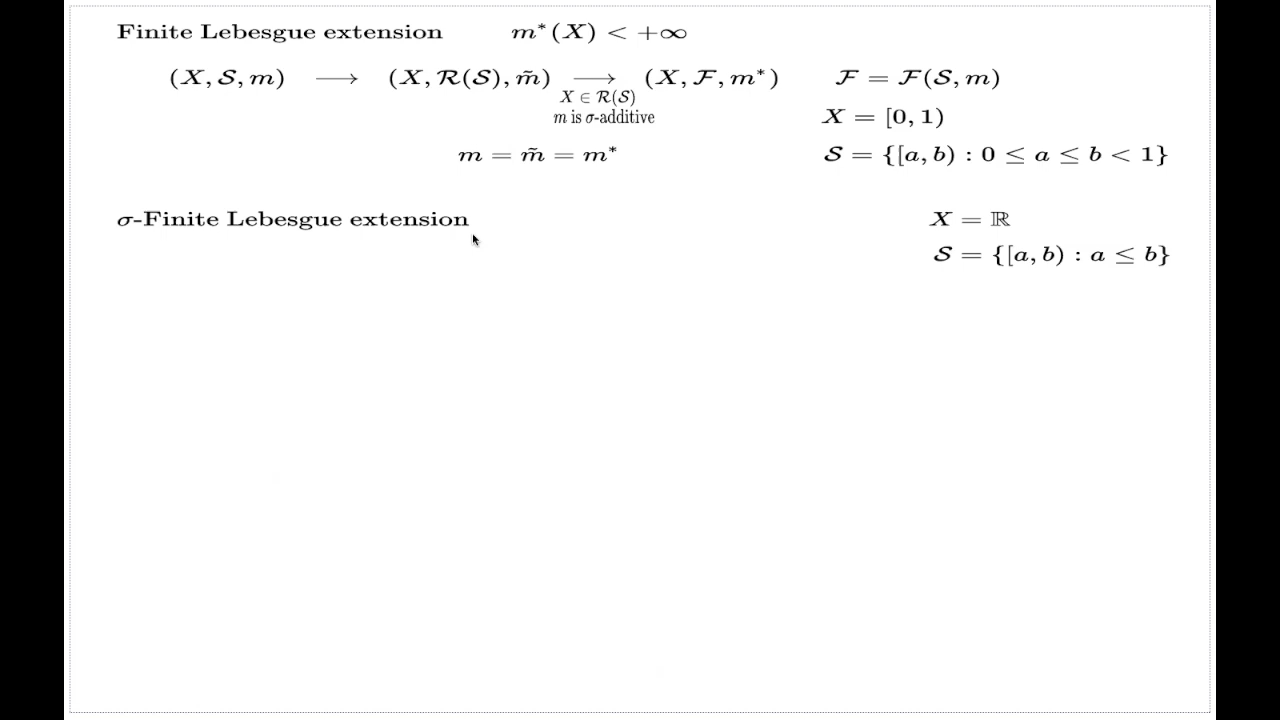 Finite Lebesgue extension m*(X) < +∞
(X, 𝒮, m) ⟶ (X, ℛ(𝒮), m̃) ⟶ (X, ℱ, m*) ℱ = ℱ(𝒮, m)
X ∈ ℛ(𝒮)
m is σ-additive
X = [0, 1)
m = m̃ = m* 𝒮 = {[a, b) : 0 ≤ a ≤ b < 1}
σ-Finite Lebesgue extension X = ℝ
𝒮 = {[a, b) : a ≤ b}